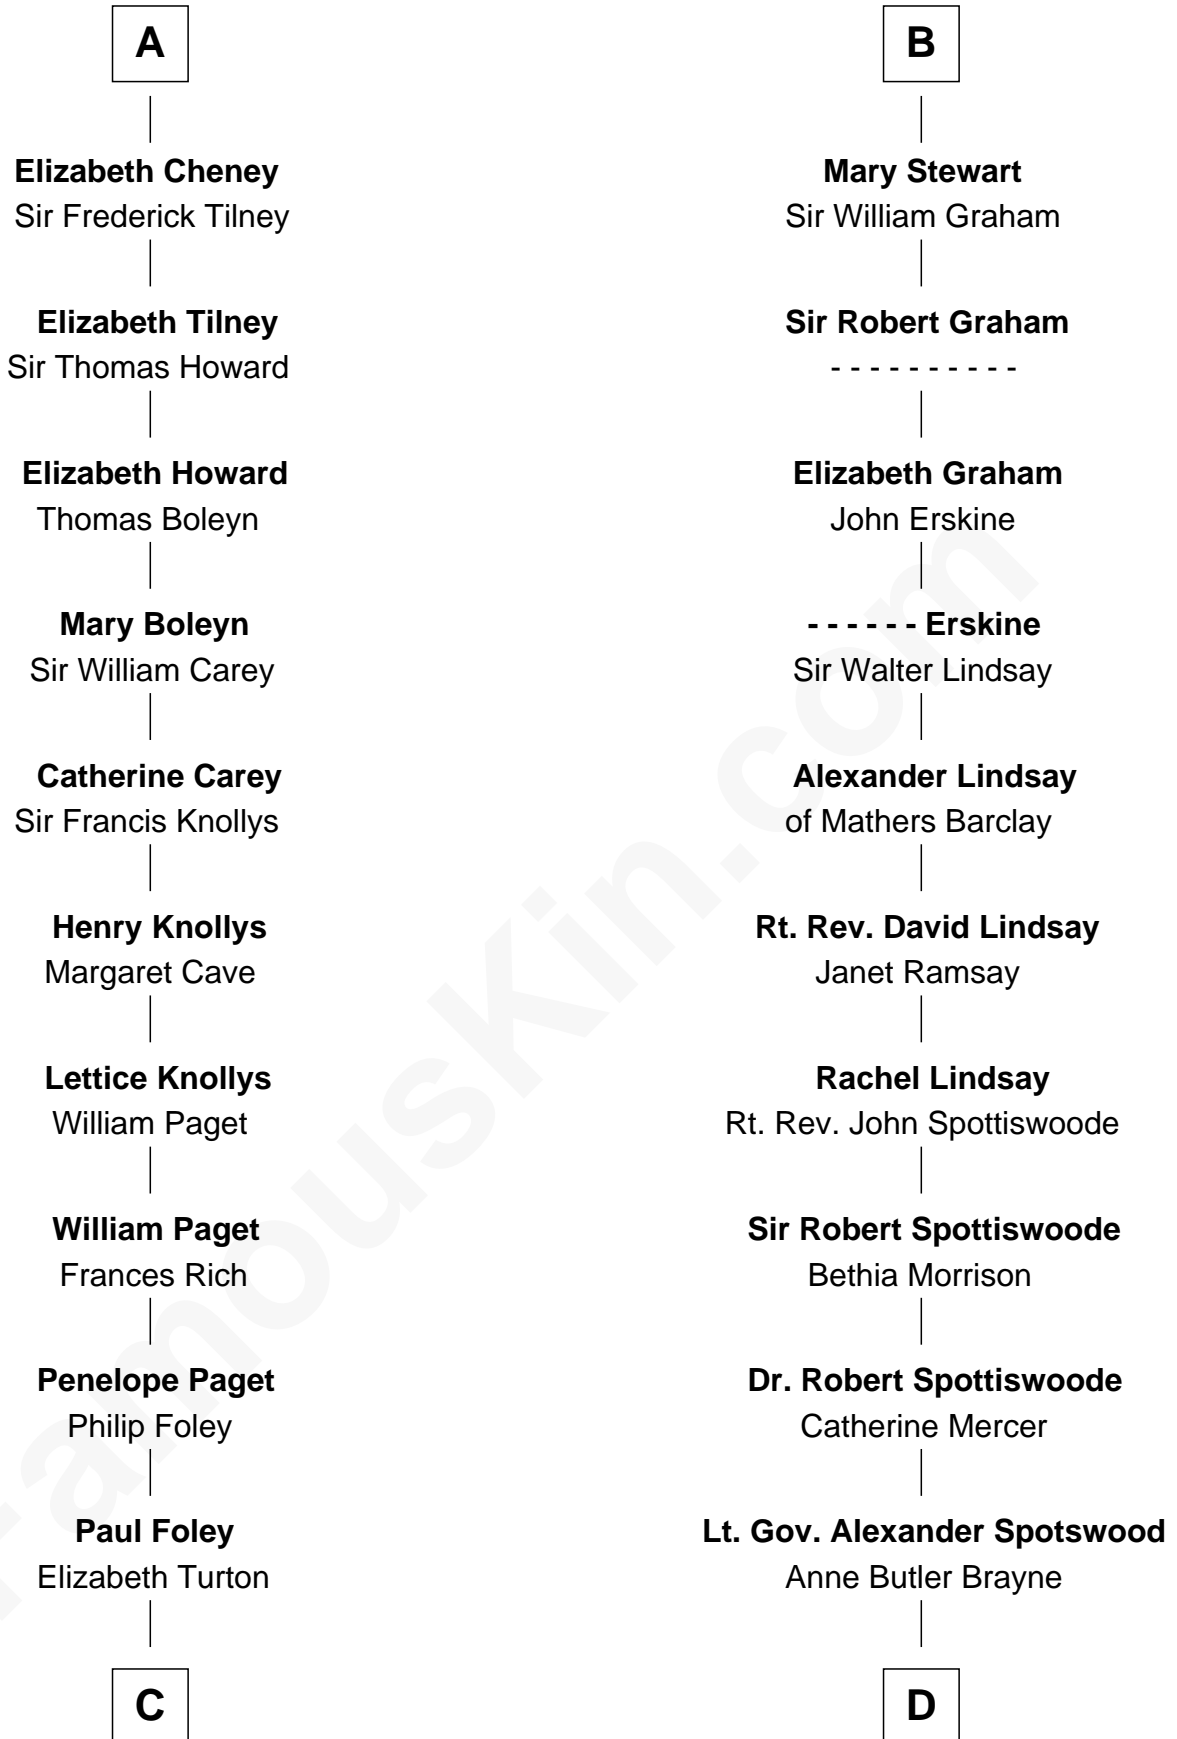 A
Elizabeth Cheney
Sir Frederick Tilney
Elizabeth Tilney
Sir Thomas Howard
Elizabeth Howard
Thomas Boleyn
Mary Boleyn
Sir William Carey
Catherine Carey
Sir Francis Knollys
Henry Knollys
Margaret Cave
Lettice Knollys
William Paget
William Paget
Frances Rich
Penelope Paget
Philip Foley
Paul Foley
Elizabeth Turton
C
B
Mary Stewart
Sir William Graham
Sir Robert Graham
- - - - - - - - - -
Elizabeth Graham
John Erskine
- - - - - - Erskine
Sir Walter Lindsay
Alexander Lindsay
of Mathers Barclay
Rt. Rev. David Lindsay
Janet Ramsay
Rachel Lindsay
Rt. Rev. John Spottiswoode
Sir Robert Spottiswoode
Bethia Morrison
Dr. Robert Spottiswoode
Catherine Mercer
Lt. Gov. Alexander Spotswood
Anne Butler Brayne
D
FamousKin.com